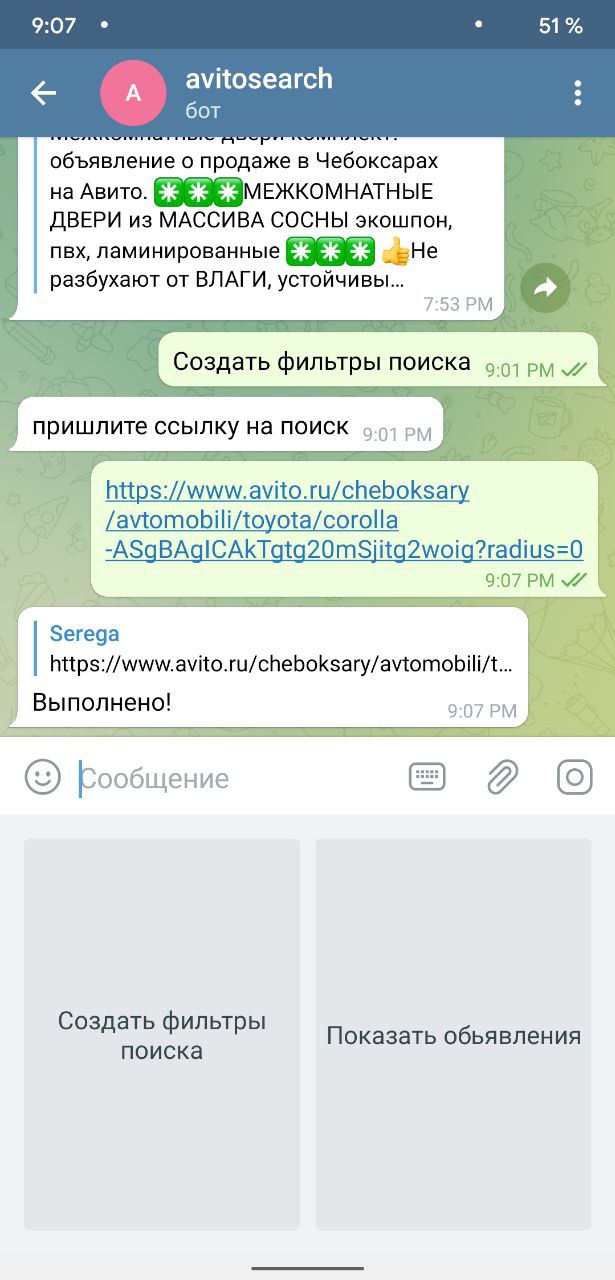 9:07
51 %
A
avitosearch
бот
Межкомнатные двери комплект.
объявление о продаже в Чебоксарах
на Авито. ✳️✳️✳️МЕЖКОМНАТНЫЕ
ДВЕРИ из МАССИВА СОСНЫ экошпон,
пвх, ламинированные ✳️✳️✳️ 👍Не
разбухают от ВЛАГИ, устойчивы...
7:53 PM
Создать фильтры поиска 9:01 PM
пришлите ссылку на поиск 9:01 PM
https://www.avito.ru/cheboksary
/avtomobili/toyota/corolla
-ASgBAgICAkTgtg20mSjitg2woig?radius=0
9:07 PM
Serega
https://www.avito.ru/cheboksary/avtomobili/t...
Выполнено! 9:07 PM
Сообщение
Создать фильтры
поиска
Показать обьявления